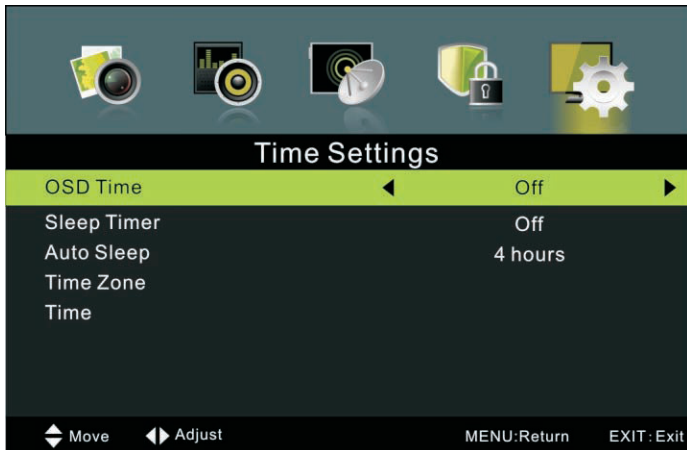 Time Settings
OSD Time Off
Sleep Timer Off
Auto Sleep 4 hours
Time Zone
Time
Move Adjust MENU:Return EXIT:Exit